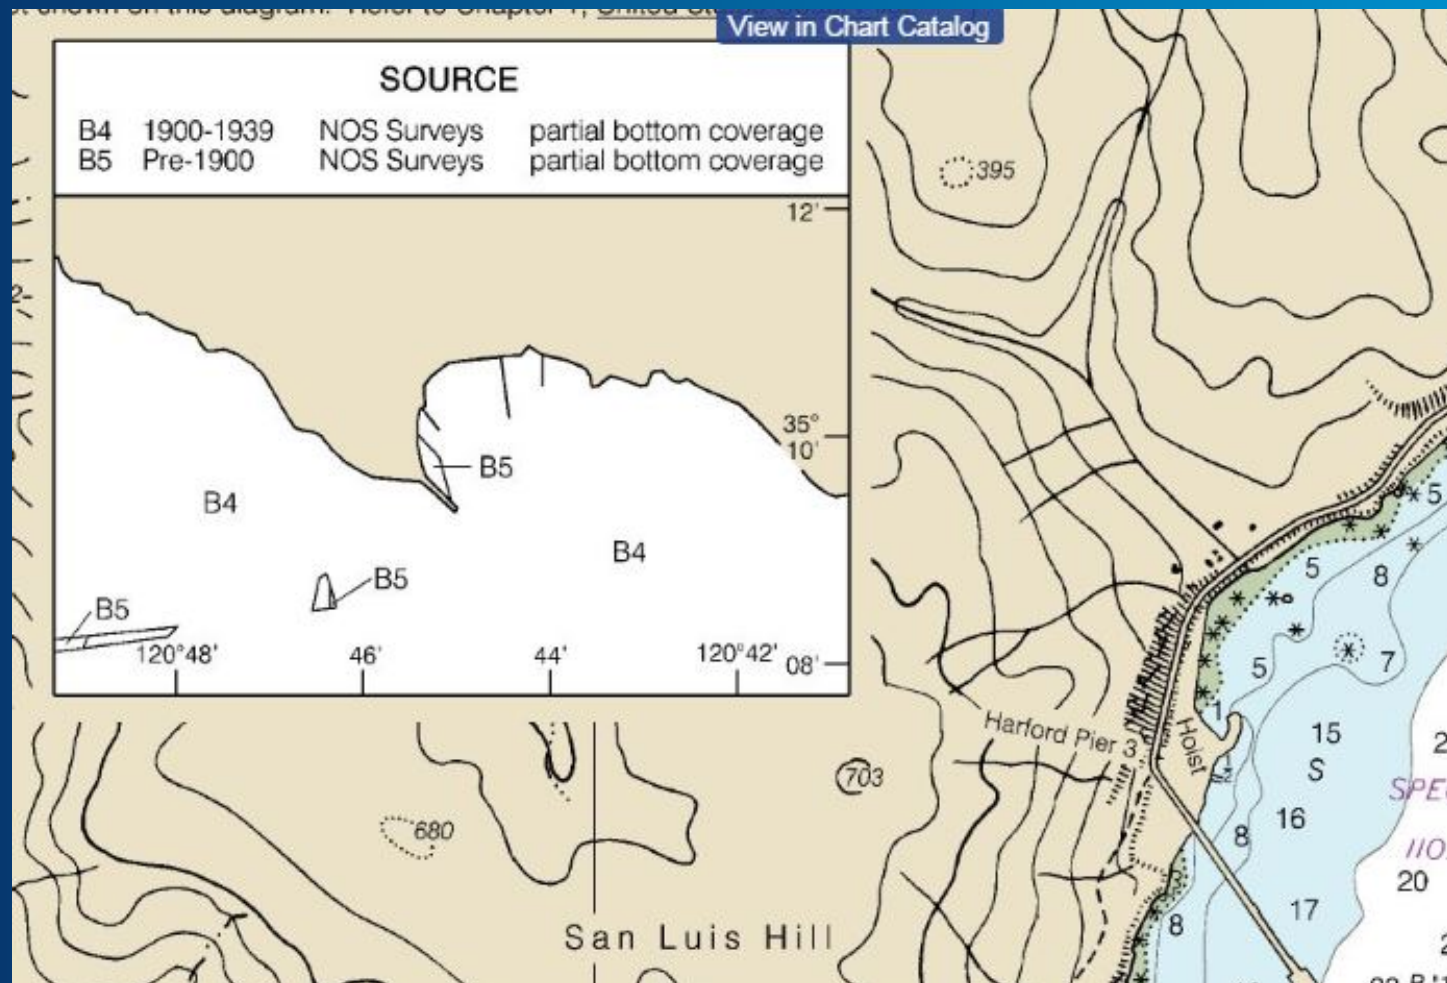 View in Chart Catalog
SOURCE
B4 1900-1939 NOS Surveys partial bottom coverage
B5 Pre-1900 NOS Surveys partial bottom coverage
12'
395
35°
10'
B5
B4
B4
B5
B5
120°48' 46' 44' 120°42' 08'
5
5
8
5
7
1
Harford Pier 3
Hoist
15
S
703
680
16
8
20
17
8
San Luis Hill